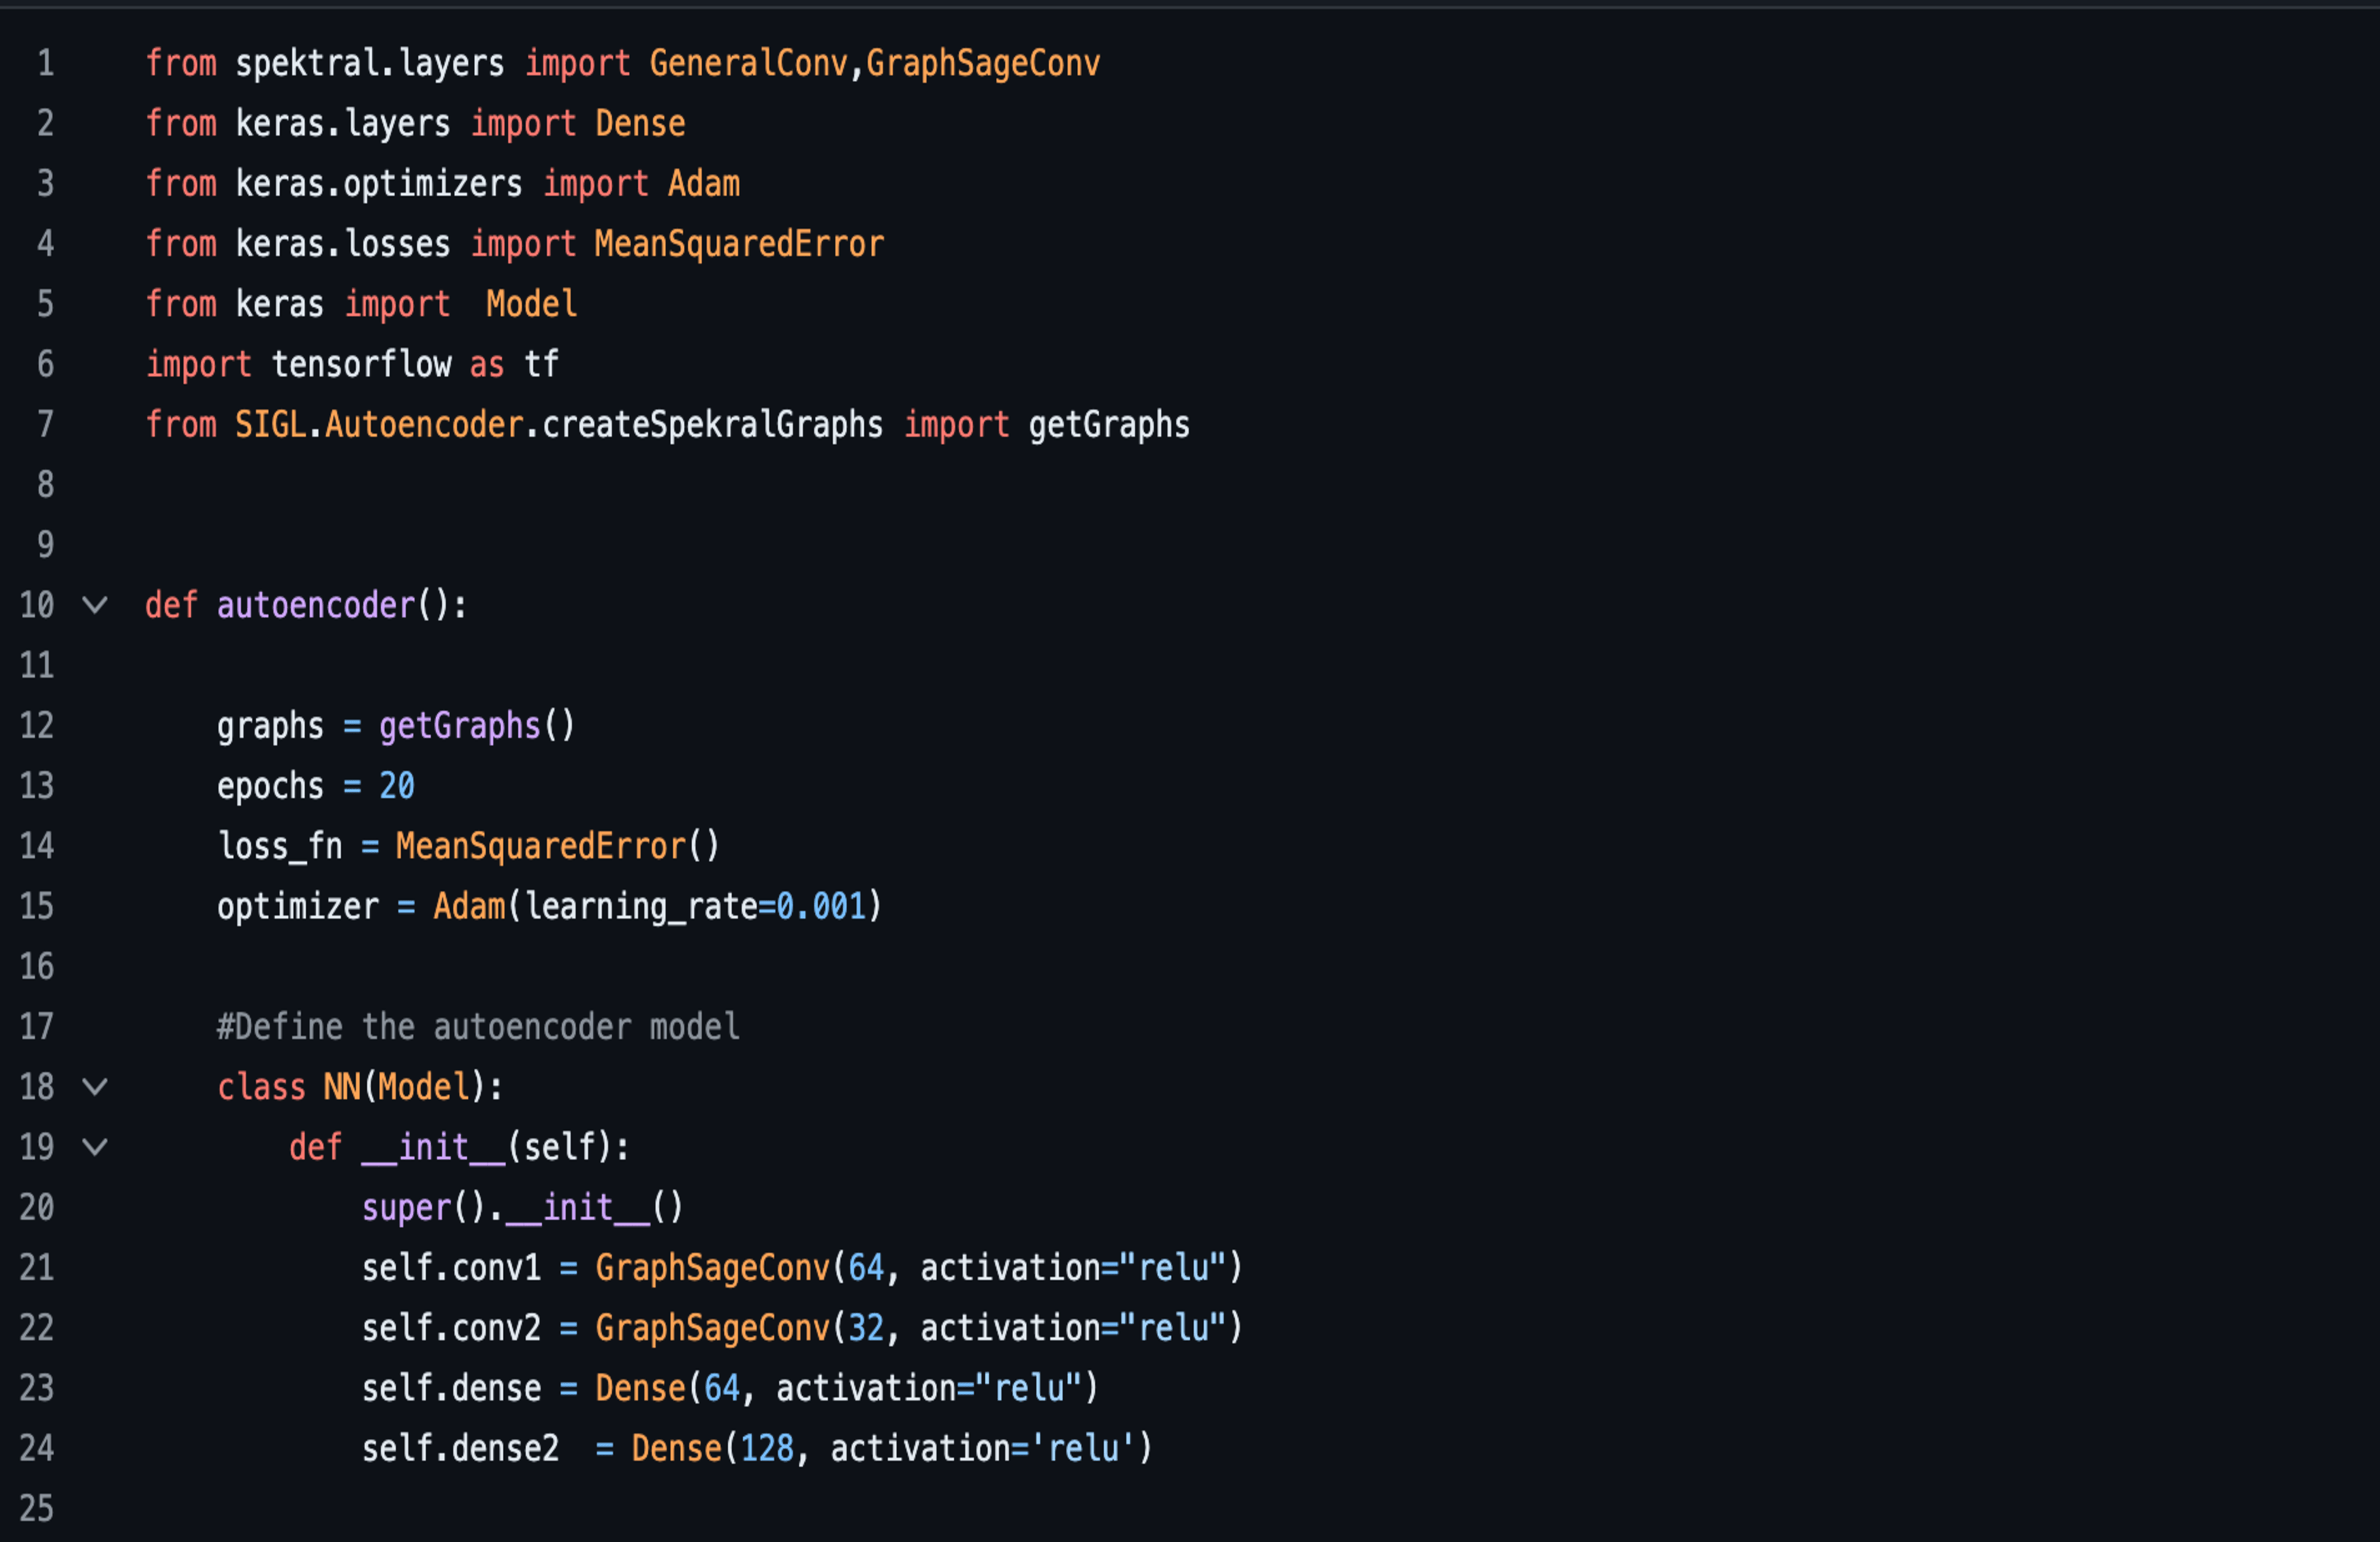 1 from spektral.layers import GeneralConv,GraphSageConv
2 from keras.layers import Dense
3 from keras.optimizers import Adam
4 from keras.losses import MeanSquaredError
5 from keras import  Model
6 import tensorflow as tf
7 from SIGL.Autoencoder.createSpekralGraphs import getGraphs
8
9
10 def autoencoder():
11
12     graphs = getGraphs()
13     epochs = 20
14     loss_fn = MeanSquaredError()
15     optimizer = Adam(learning_rate=0.001)
16
17     #Define the autoencoder model
18     class NN(Model):
19         def __init__(self):
20             super().__init__()
21             self.conv1 = GraphSageConv(64, activation="relu")
22             self.conv2 = GraphSageConv(32, activation="relu")
23             self.dense = Dense(64, activation="relu")
24             self.dense2  = Dense(128, activation='relu')
25